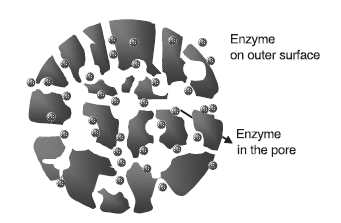 Enzyme
on outer surface
Enzyme
in the pore